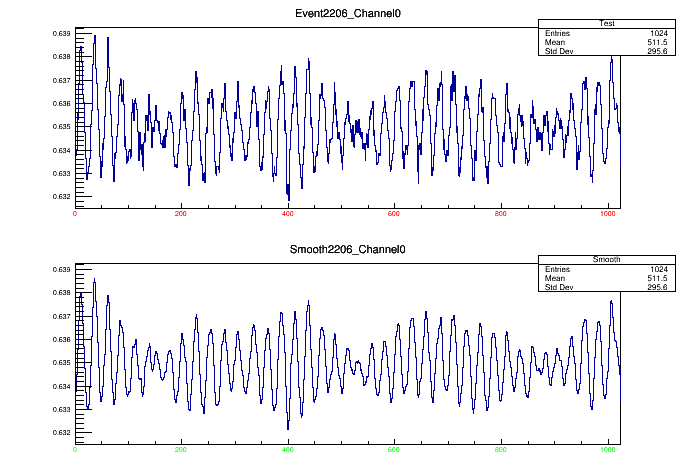 Event2206_Channel0
Test
Entries 1024
Mean 511.5
Std Dev 295.6
0.639
0.638
0.637
0.636
0.635
0.634
0.633
0.632
0 200 400 600 800 1000
Smooth2206_Channel0
Smooth
Entries 1024
Mean 511.5
Std Dev 295.6
0.639
0.638
0.637
0.636
0.635
0.634
0.633
0.632
0 200 400 600 800 1000